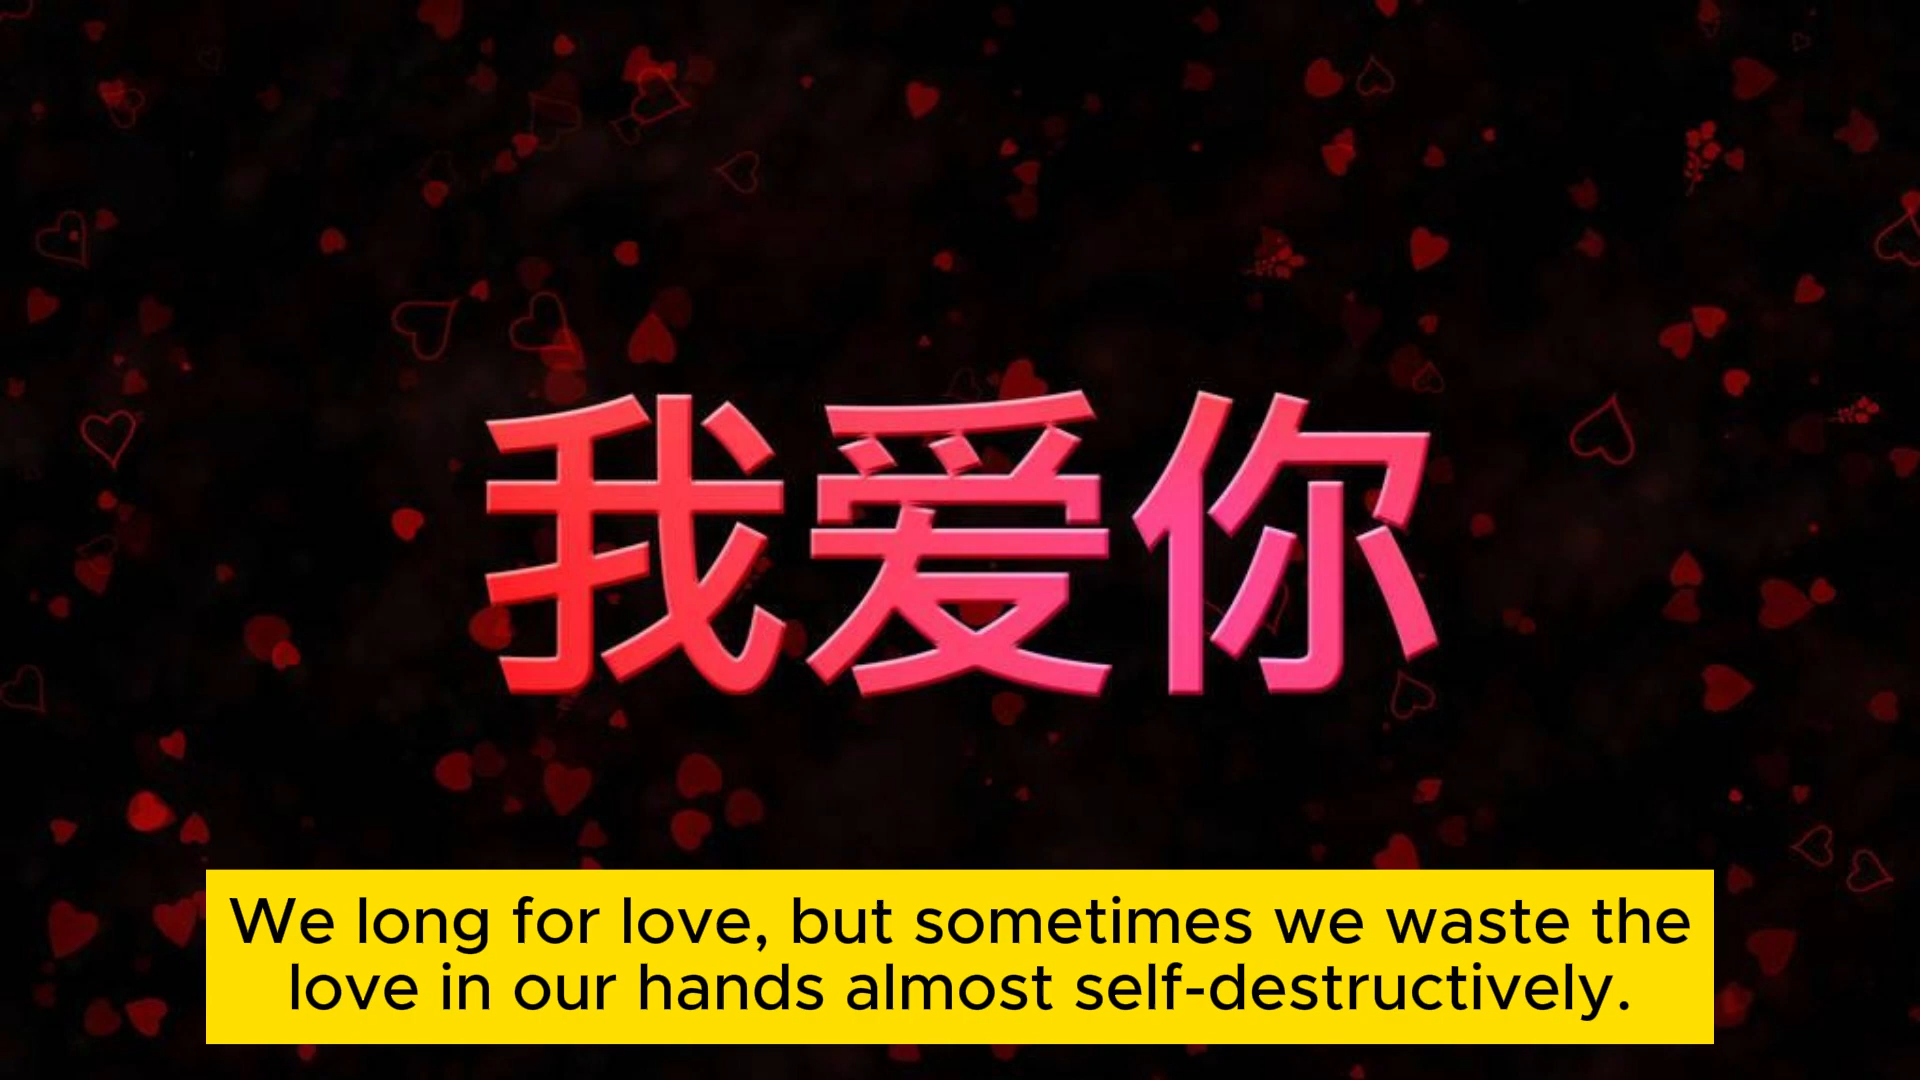 我爱你
We long for love, but sometimes we waste the
love in our hands almost self-destructively.